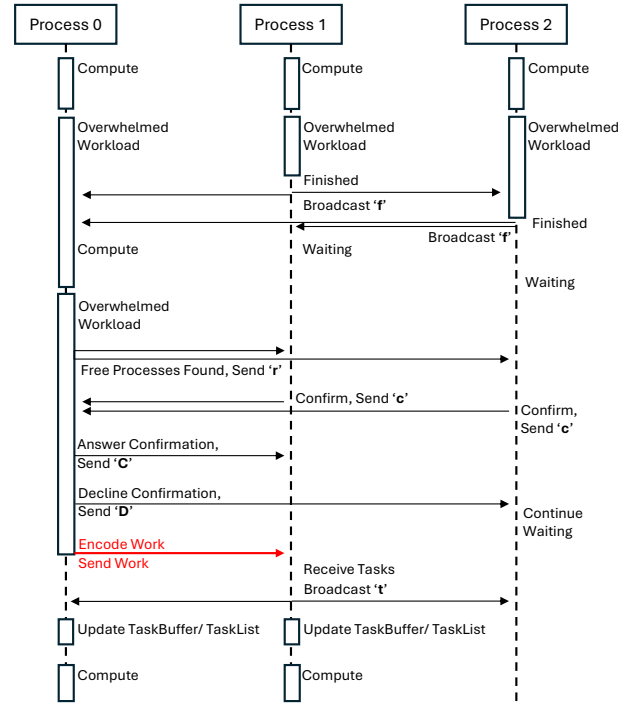 Process 0
Process 1
Process 2
Compute
Compute
Compute
Overwhelmed
Workload
Overwhelmed
Workload
Overwhelmed
Workload
Finished
Broadcast ‘f’
Finished
Broadcast ‘f’
Compute
Waiting
Waiting
Overwhelmed
Workload
Free Processes Found, Send ‘r’
Confirm, Send ‘c’
Confirm,
Send ‘c’
Answer Confirmation,
Send ‘C’
Decline Confirmation,
Send ‘D’
Continue
Waiting
Encode Work
Send Work
Receive Tasks
Broadcast ‘t’
Update TaskBuffer/ TaskList
Update TaskBuffer/ TaskList
Compute
Compute